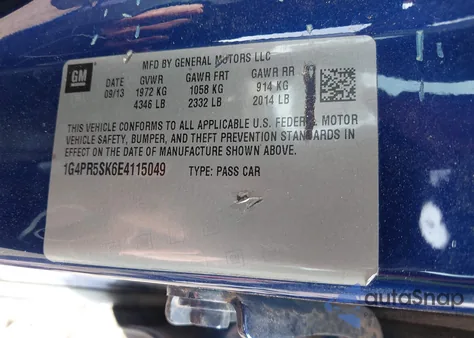 MFD BY GENERAL MOTORS LLC
GM
DATE GVWR GAWR FRT GAWR RR
09/13 1972 KG 1058 KG 914 KG
4346 LB 2332 LB 2014 LB
THIS VEHICLE CONFORMS TO ALL APPLICABLE U.S. FEDERAL MOTOR
VEHICLE SAFETY, BUMPER, AND THEFT PREVENTION STANDARDS IN
EFFECT ON THE DATE OF MANUFACTURE SHOWN ABOVE.
1G4PR5SK6E4115049 TYPE: PASS CAR
autoSnap